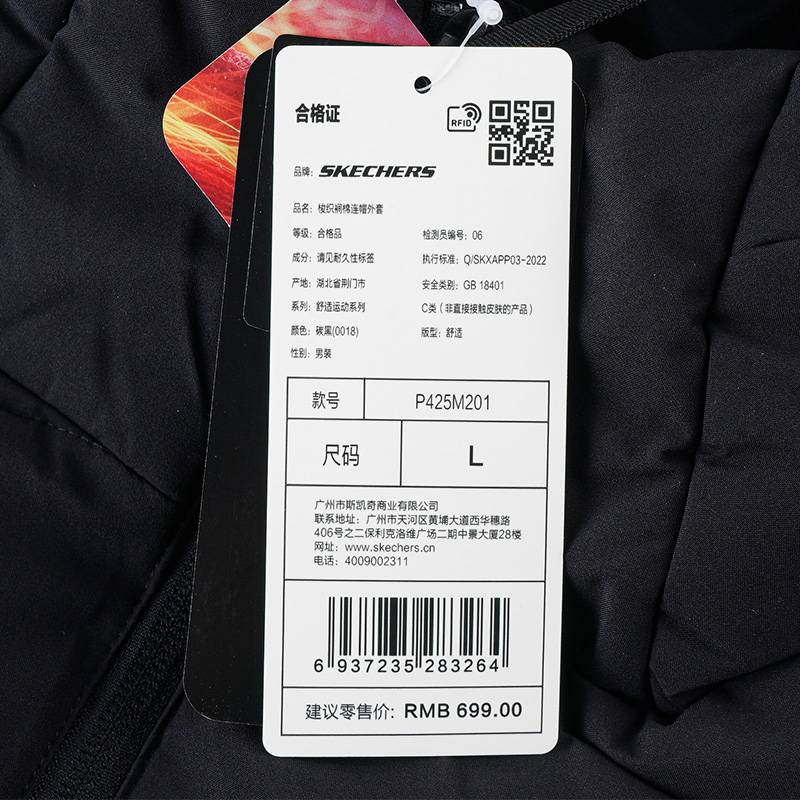 合格证
RFID
品牌: SKECHERS
品名: 梭织裥棉连帽外套
等级: 合格品
检测员编号: 06
成分: 请见耐久性标签
执行标准: Q/SKXAPP03-2022
产地: 湖北省荆门市
安全类别: GB 18401
系列: 舒适运动系列
C类 (非直接接触皮肤的产品)
颜色: 碳黑(0018)
版型: 舒适
性别: 男装
款号 P425M201
尺码 L
广州市斯凯奇商业有限公司
联系地址: 广州市天河区黄埔大道西华穗路
406号之二保利克洛维广场二期中景大厦28楼
网址: www.skechers.cn
电话: 4009002311
6 937235 283264
建议零售价: RMB 699.00